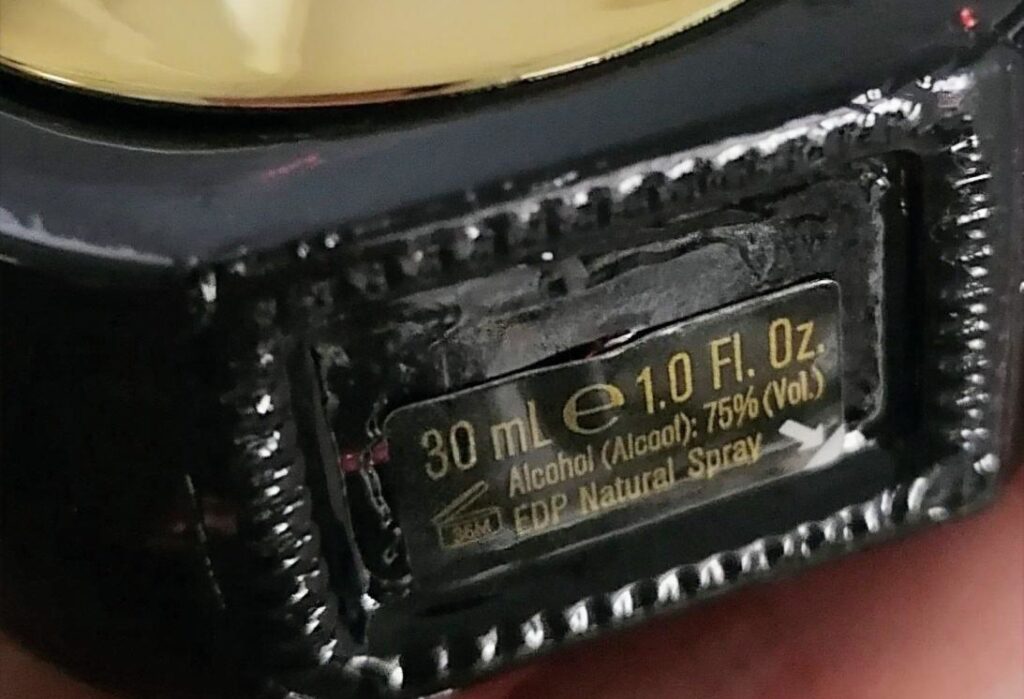 30 mL ℮ 1.0 Fl. Oz.
Alcohol (Alcool): 75% (Vol.)
36M EDP Natural Spray